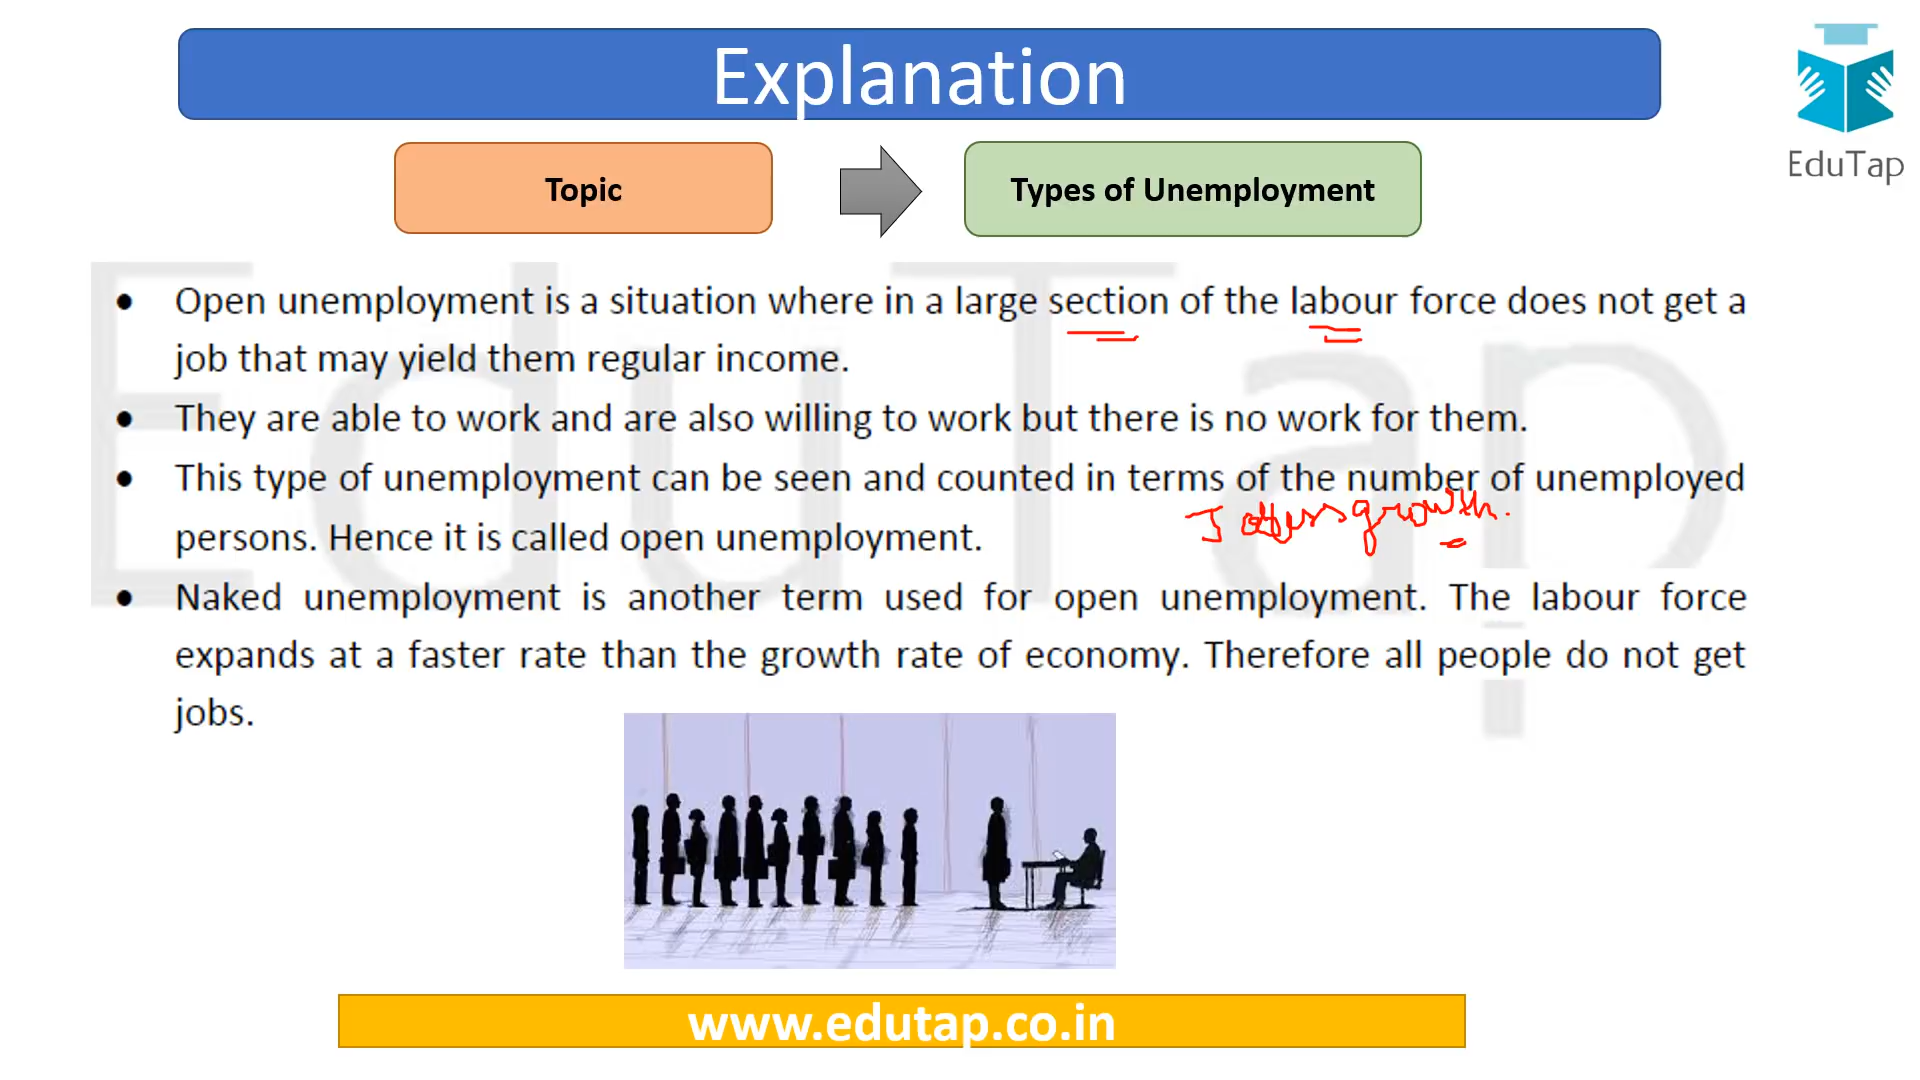 Explanation
EduTap
Topic
Types of Unemployment
• Open unemployment is a situation where in a large section of the labour force does not get a
job that may yield them regular income.
• They are able to work and are also willing to work but there is no work for them.
• This type of unemployment can be seen and counted in terms of the number of unemployed
growth.
persons. Hence it is called open unemployment.
• Naked unemployment is another term used for open unemployment. The labour force
expands at a faster rate than the growth rate of economy. Therefore all people do not get
jobs.
www.edutap.co.in